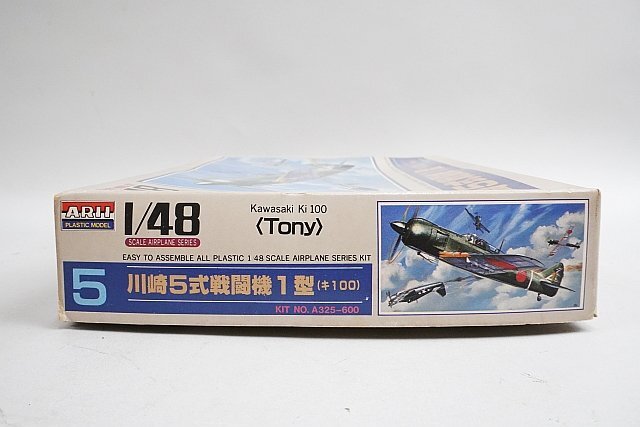 ARII
PLASTIC MODEL
1/48
SCALE AIRPLANE SERIES
Kawasaki Ki 100
〈Tony〉
EASY TO ASSEMBLE ALL PLASTIC 1 48 SCALE AIRPLANE SERIES KIT
5
川崎5式戦闘機1型(キ100)
KIT NO. A325-600